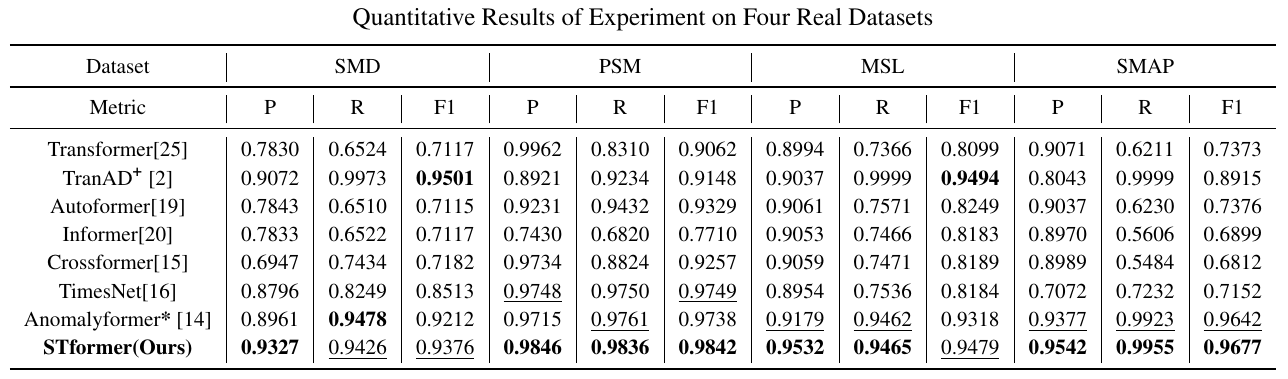 Quantitative Results of Experiment on Four Real Datasets
Dataset SMD PSM MSL SMAP
Metric P R F1 P R F1 P R F1 P R F1
Transformer[25] 0.7830 0.6524 0.7117 0.9962 0.8310 0.9062 0.8994 0.7366 0.8099 0.9071 0.6211 0.7373
TranAD+ [2] 0.9072 0.9973 0.9501 0.8921 0.9234 0.9148 0.9037 0.9999 0.9494 0.8043 0.9999 0.8915
Autoformer[19] 0.7843 0.6510 0.7115 0.9231 0.9432 0.9329 0.9061 0.7571 0.8249 0.9037 0.6230 0.7376
Informer[20] 0.7833 0.6522 0.7117 0.7430 0.6820 0.7710 0.9053 0.7466 0.8183 0.8970 0.5606 0.6899
Crossformer[15] 0.6947 0.7434 0.7182 0.9734 0.8824 0.9257 0.9059 0.7471 0.8189 0.8989 0.5484 0.6812
TimesNet[16] 0.8796 0.8249 0.8513 0.9748 0.9750 0.9749 0.8954 0.7536 0.8184 0.7072 0.7232 0.7152
Anomalyformer* [14] 0.8961 0.9478 0.9212 0.9715 0.9761 0.9738 0.9179 0.9462 0.9318 0.9377 0.9923 0.9642
STformer(Ours) 0.9327 0.9426 0.9376 0.9846 0.9836 0.9842 0.9532 0.9465 0.9479 0.9542 0.9955 0.9677